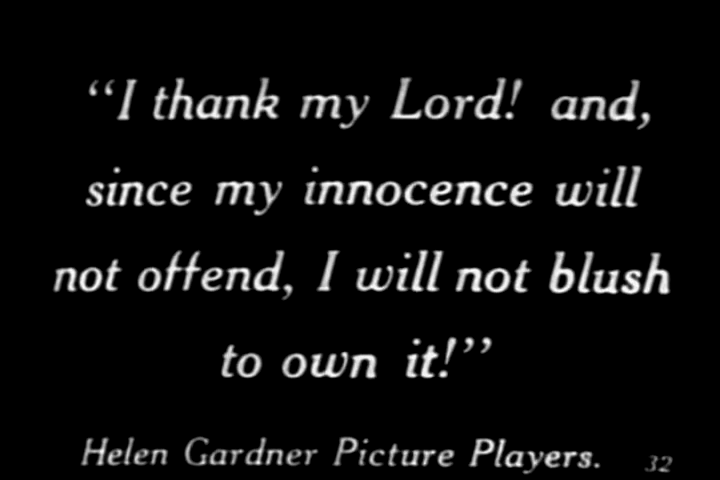 “I thank my Lord! and,
since my innocence will
not offend, I will not blush
to own it!”
Helen Gardner Picture Players. 32